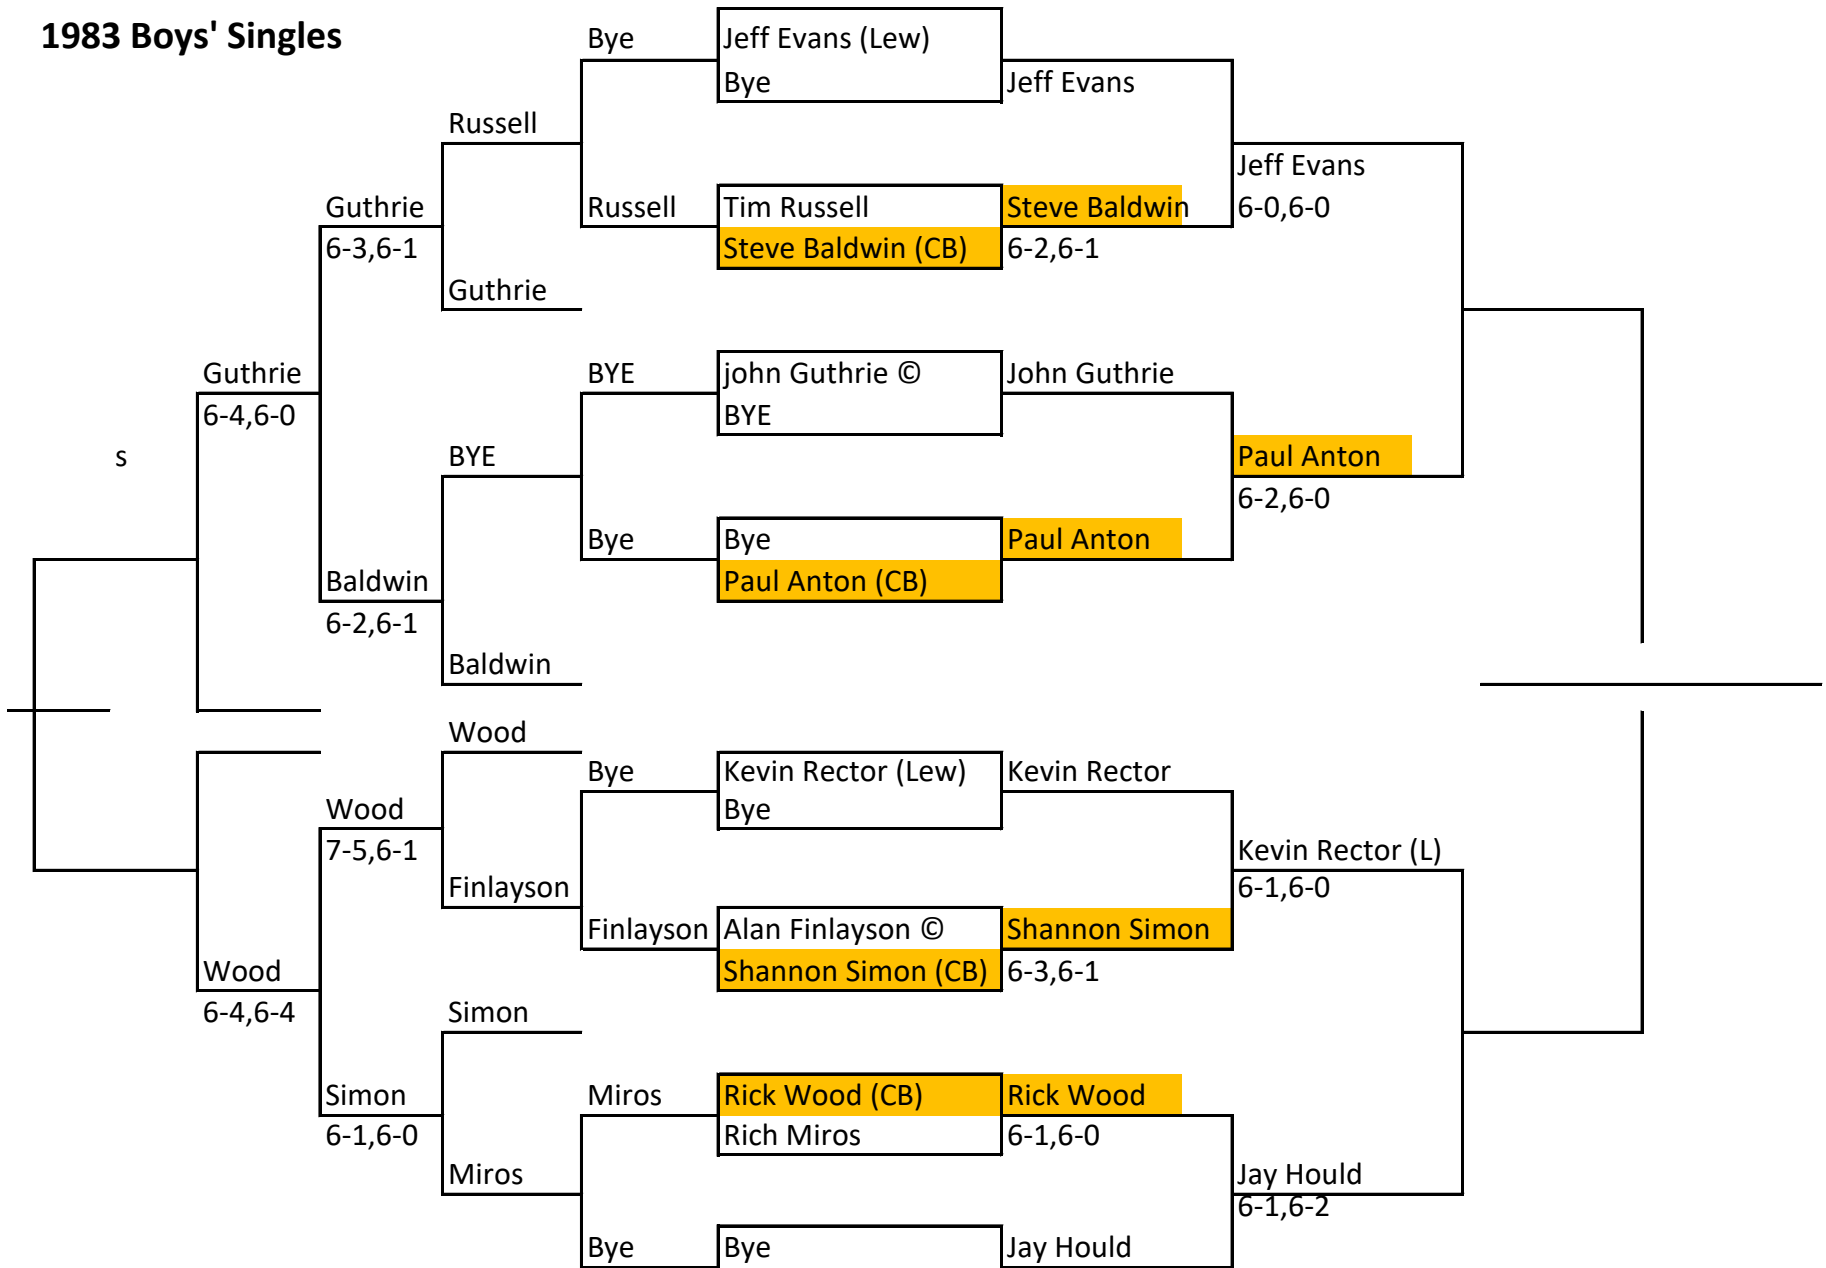 1983 Boys' Singles
Bye Jeff Evans (Lew)
Bye Jeff Evans
Russell
Jeff Evans
Guthrie Russell Tim Russell Steve Baldwin 6-0,6-0
6-3,6-1 Steve Baldwin (CB) 6-2,6-1
Guthrie
Guthrie BYE john Guthrie © John Guthrie
6-4,6-0 BYE
s BYE Paul Anton
6-2,6-0
Bye Bye Paul Anton
Baldwin Paul Anton (CB)
6-2,6-1
Baldwin
Wood
Bye Kevin Rector (Lew) Kevin Rector
Wood Bye
7-5,6-1 Kevin Rector (L)
Finlayson 6-1,6-0
Finlayson Alan Finlayson © Shannon Simon
Wood Shannon Simon (CB) 6-3,6-1
6-4,6-4 Simon
Simon Miros Rick Wood (CB) Rick Wood
6-1,6-0 Rich Miros 6-1,6-0
Miros Jay Hould
6-1,6-2
Bye Bye Jay Hould